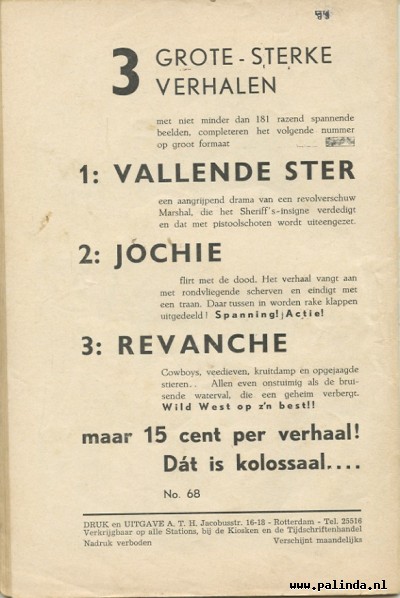 3 GROTE - STERKE
VERHALEN
met niet minder dan 181 razend spannende
beelden, completeren het volgende nummer
op groot formaat
1: VALLENDE STER
een aangrijpend drama van een revolverschuw
Marshal, die het Sheriff's-insigne verdedigt
en dat met pistoolschoten wordt uiteengezet.
2: JOCHIE
flirt met de dood. Het verhaal vangt aan
met rondvliegende scherven en eindigt met
een traan. Daar tussen in worden rake klappen
uitgedeeld! Spanning! Actie!
3: REVANCHE
Cowboys, veedieven, kruitdamp en opgejaagde
stieren.. Allen even onstuimig als de brui-
sende waterval, die een geheim verbergt.
Wild West op z'n best!!
maar 15 cent per verhaal!
Dát is kolossaal....
No. 68
DRUK en UITGAVE A. T. H. Jacobusstr. 16-18 - Rotterdam - Tel. 25516
Verkrijgbaar op alle Stations, bij de Kiosken en de Tijdschriftenhandel
Nadruk verboden Verschijnt maandelijks
www.palinda.nl